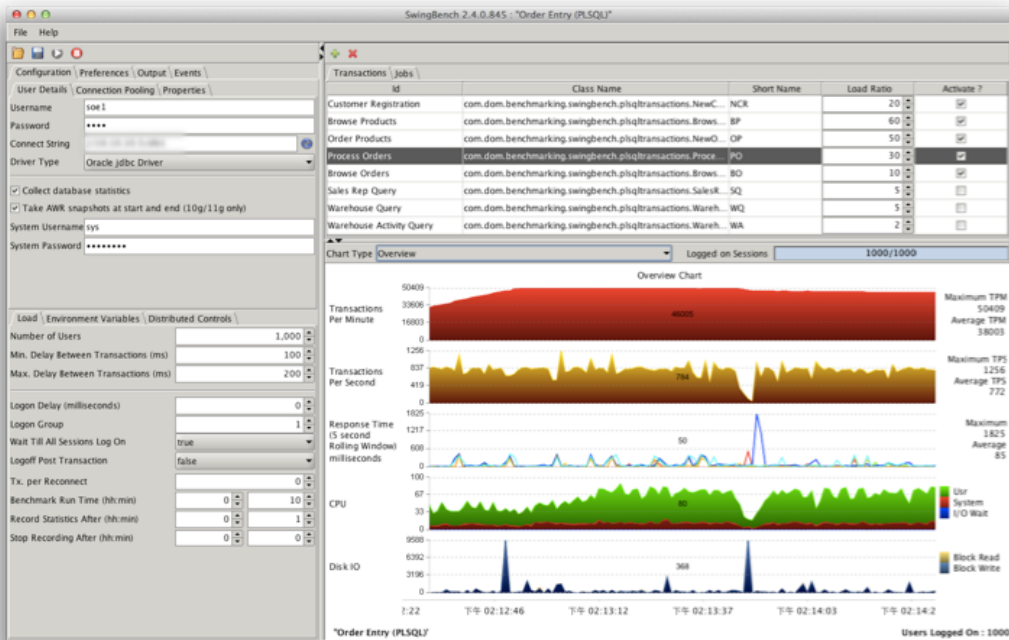 SwingBench 2.4.0.845 : "Order Entry (PLSQL)"
File Help
Configuration Preferences Output Events
User Details Connection Pooling Properties
Username soe1
Password ••••
Connect String
Driver Type Oracle jdbc Driver
Collect database statistics
Take AWR snapshots at start and end (10g/11g only)
System Username sys
System Password ••••••••
Load Environment Variables Distributed Controls
Number of Users 1,000
Min. Delay Between Transactions (ms) 100
Max. Delay Between Transactions (ms) 200
Logon Delay (milliseconds) 0
Logon Group 1
Wait Till All Sessions Log On true
Logoff Post Transaction false
Tx. per Reconnect 0
Benchmark Run Time (hh:min) 0 10
Record Statistics After (hh:min) 0 1
Stop Recording After (hh:min) 0 0
Transactions Jobs
Id Class Name Short Name Load Ratio Activate ?
Customer Registration com.dom.benchmarking.swingbench.plsqltransactions.NewC... NCR 20
Browse Products com.dom.benchmarking.swingbench.plsqltransactions.Brows... BP 60
Order Products com.dom.benchmarking.swingbench.plsqltransactions.NewO... OP 50
Process Orders com.dom.benchmarking.swingbench.plsqltransactions.Proce... PO 30
Browse Orders com.dom.benchmarking.swingbench.plsqltransactions.Brows... BO 10
Sales Rep Query com.dom.benchmarking.swingbench.plsqltransactions.SalesR... SQ 5
Warehouse Query com.dom.benchmarking.swingbench.plsqltransactions.Wareh... WQ 5
Warehouse Activity Query com.dom.benchmarking.swingbench.plsqltransactions.Wareh... WA 2
Chart Type Overview Logged on Sessions 1000/1000
Overview Chart
Transactions
Per Minute
50409
33606
16803
0
46005
Maximum TPM
50409
Average TPM
38003
Transactions
Per Second
1256
837
419
0
784
Maximum TPS
1256
Average TPS
772
Response Time
(5 second
Rolling Window)
milliseconds
1825
1217
608
0
50
Maximum
1825
Average
85
CPU
100
67
33
0
80
Usr
System
I/O Wait
Disk IO
9588
6392
3196
0
368
Block Read
Block Write
:22 下午 02:12:46 下午 02:13:12 下午 02:13:37 下午 02:14:03 下午 02:14:2
"Order Entry (PLSQL)" Users Logged On : 1000